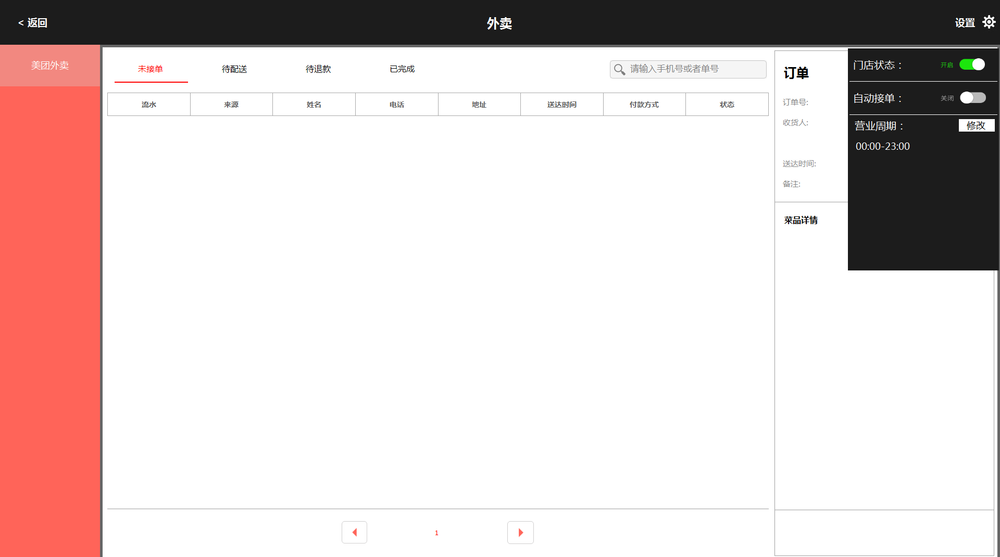 < 返回
外卖
设置
美团外卖
未接单 待配送 待退款 已完成
请输入手机号或者单号
流水 来源 姓名 电话 地址 送达时间 付款方式 状态
1
订单
订单号:
收货人:
送达时间:
备注:
菜品详情
门店状态： 开启
自动接单： 关闭
营业周期： 修改
00:00-23:00